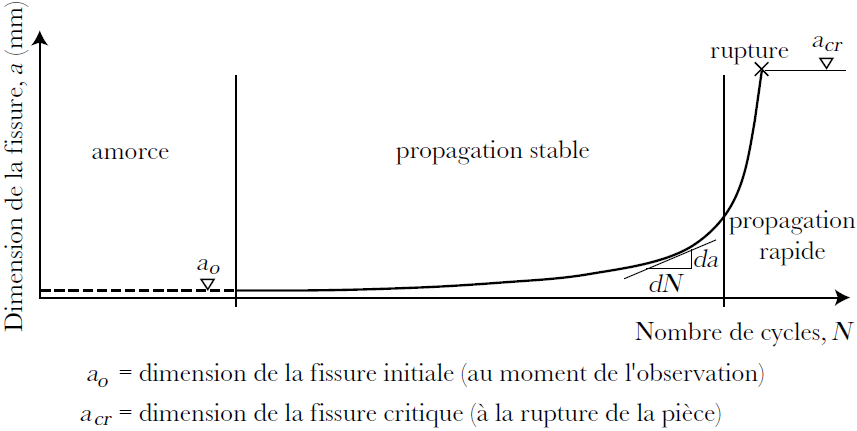 Dimension de la fissure, a (mm)
rupture
acr
amorce
propagation stable
propagation
rapide
ao
da
dN
Nombre de cycles, N
ao = dimension de la fissure initiale (au moment de l'observation)
acr = dimension de la fissure critique (à la rupture de la pièce)